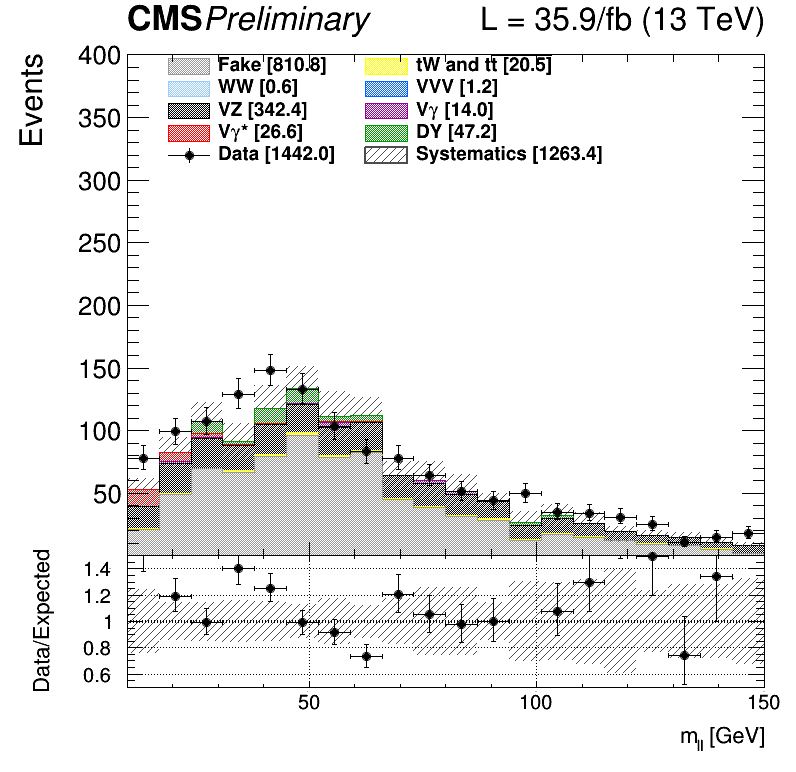 CMS Preliminary L = 35.9/fb (13 TeV)
Events
400
350
300
250
200
150
100
50
Fake [810.8] tW and tt̄ [20.5]
WW [0.6] VVV [1.2]
VZ [342.4] Vγ [14.0]
Vγ* [26.6] DY [47.2]
Data [1442.0] Systematics [1263.4]
Data/Expected
1.4
1.2
1
0.8
0.6
50 100 150
m_ll [GeV]